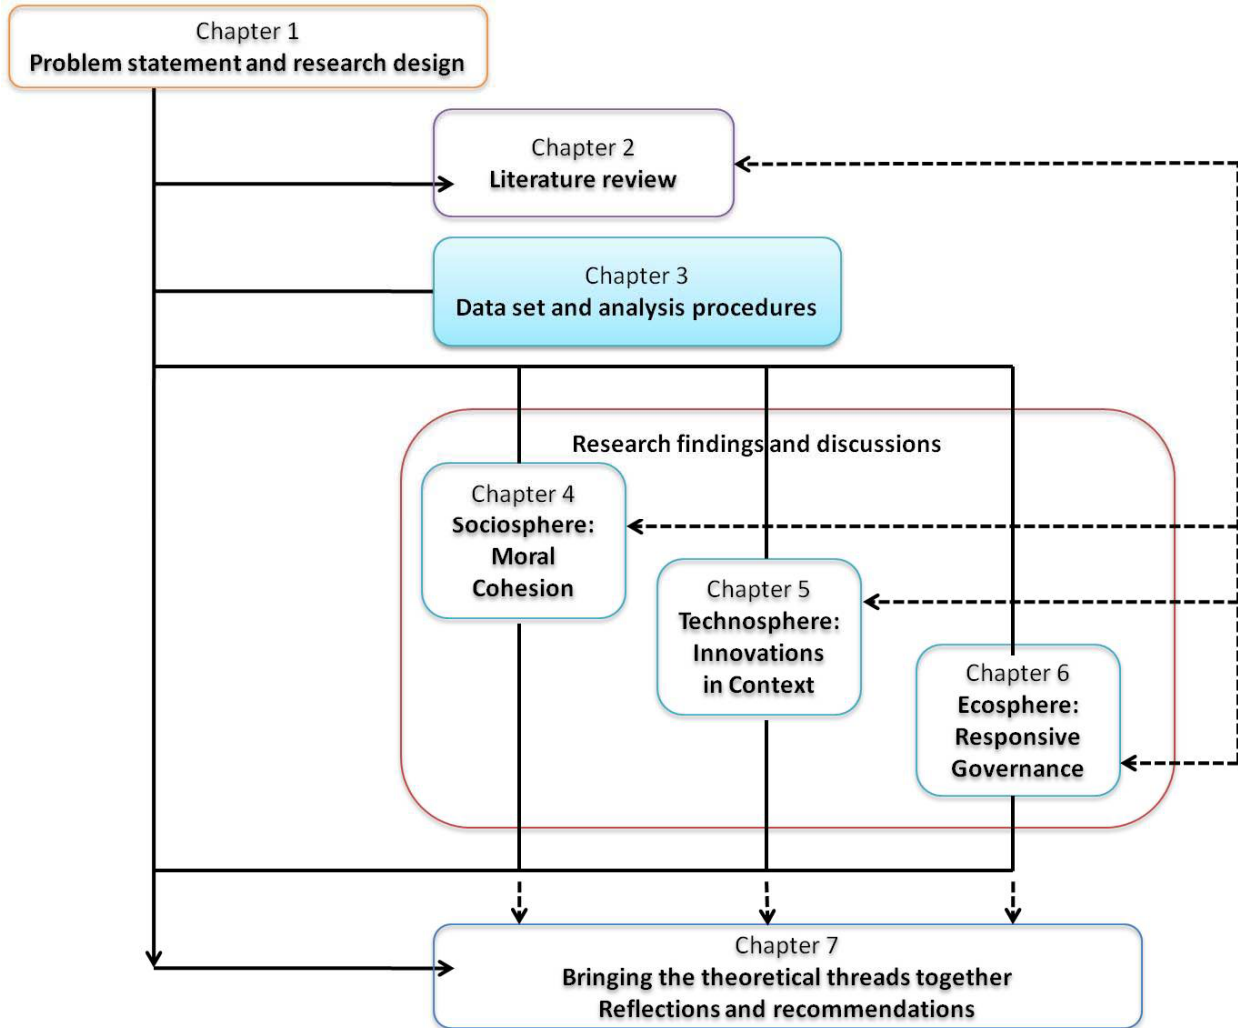 Chapter 1
Problem statement and research design
Chapter 2
Literature review
Chapter 3
Data set and analysis procedures
Research findings and discussions
Chapter 4
Sociosphere:
Moral
Cohesion
Chapter 5
Technosphere:
Innovations
in Context
Chapter 6
Ecosphere:
Responsive
Governance
Chapter 7
Bringing the theoretical threads together
Reflections and recommendations